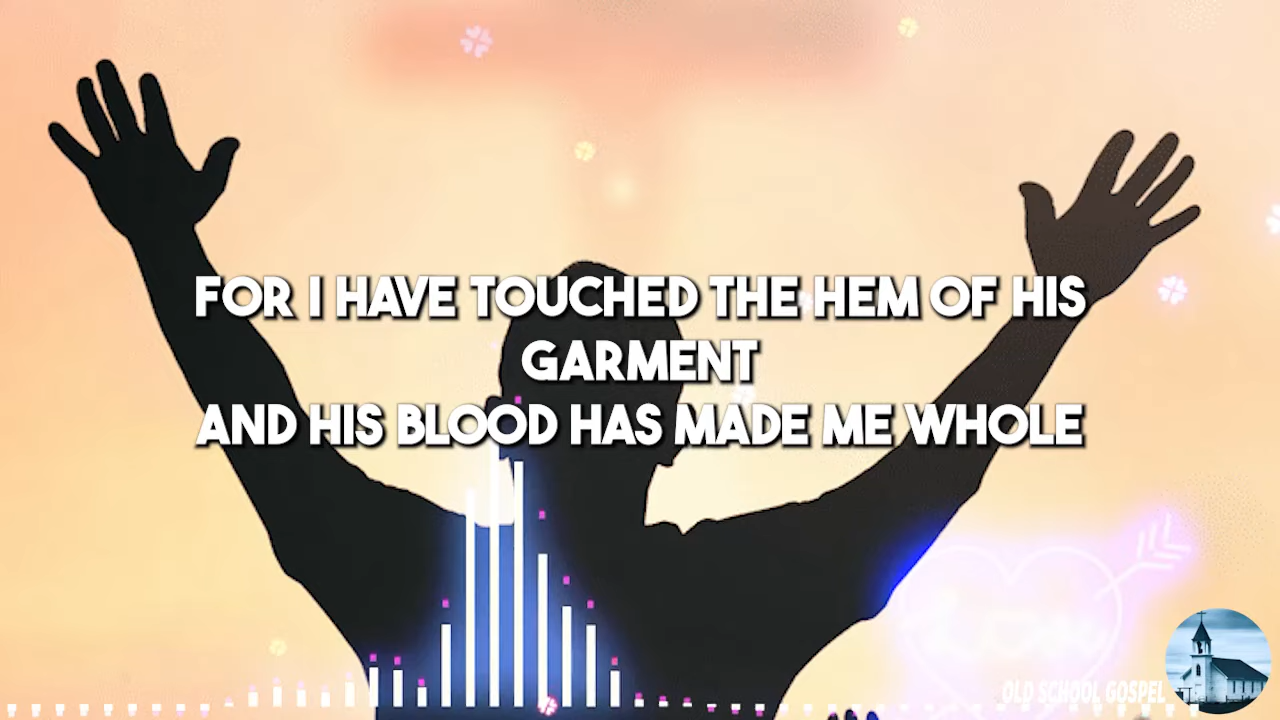 FOR I HAVE TOUCHED THE HEM OF HIS
GARMENT
AND HIS BLOOD HAS MADE ME WHOLE
OLD SCHOOL GOSPEL